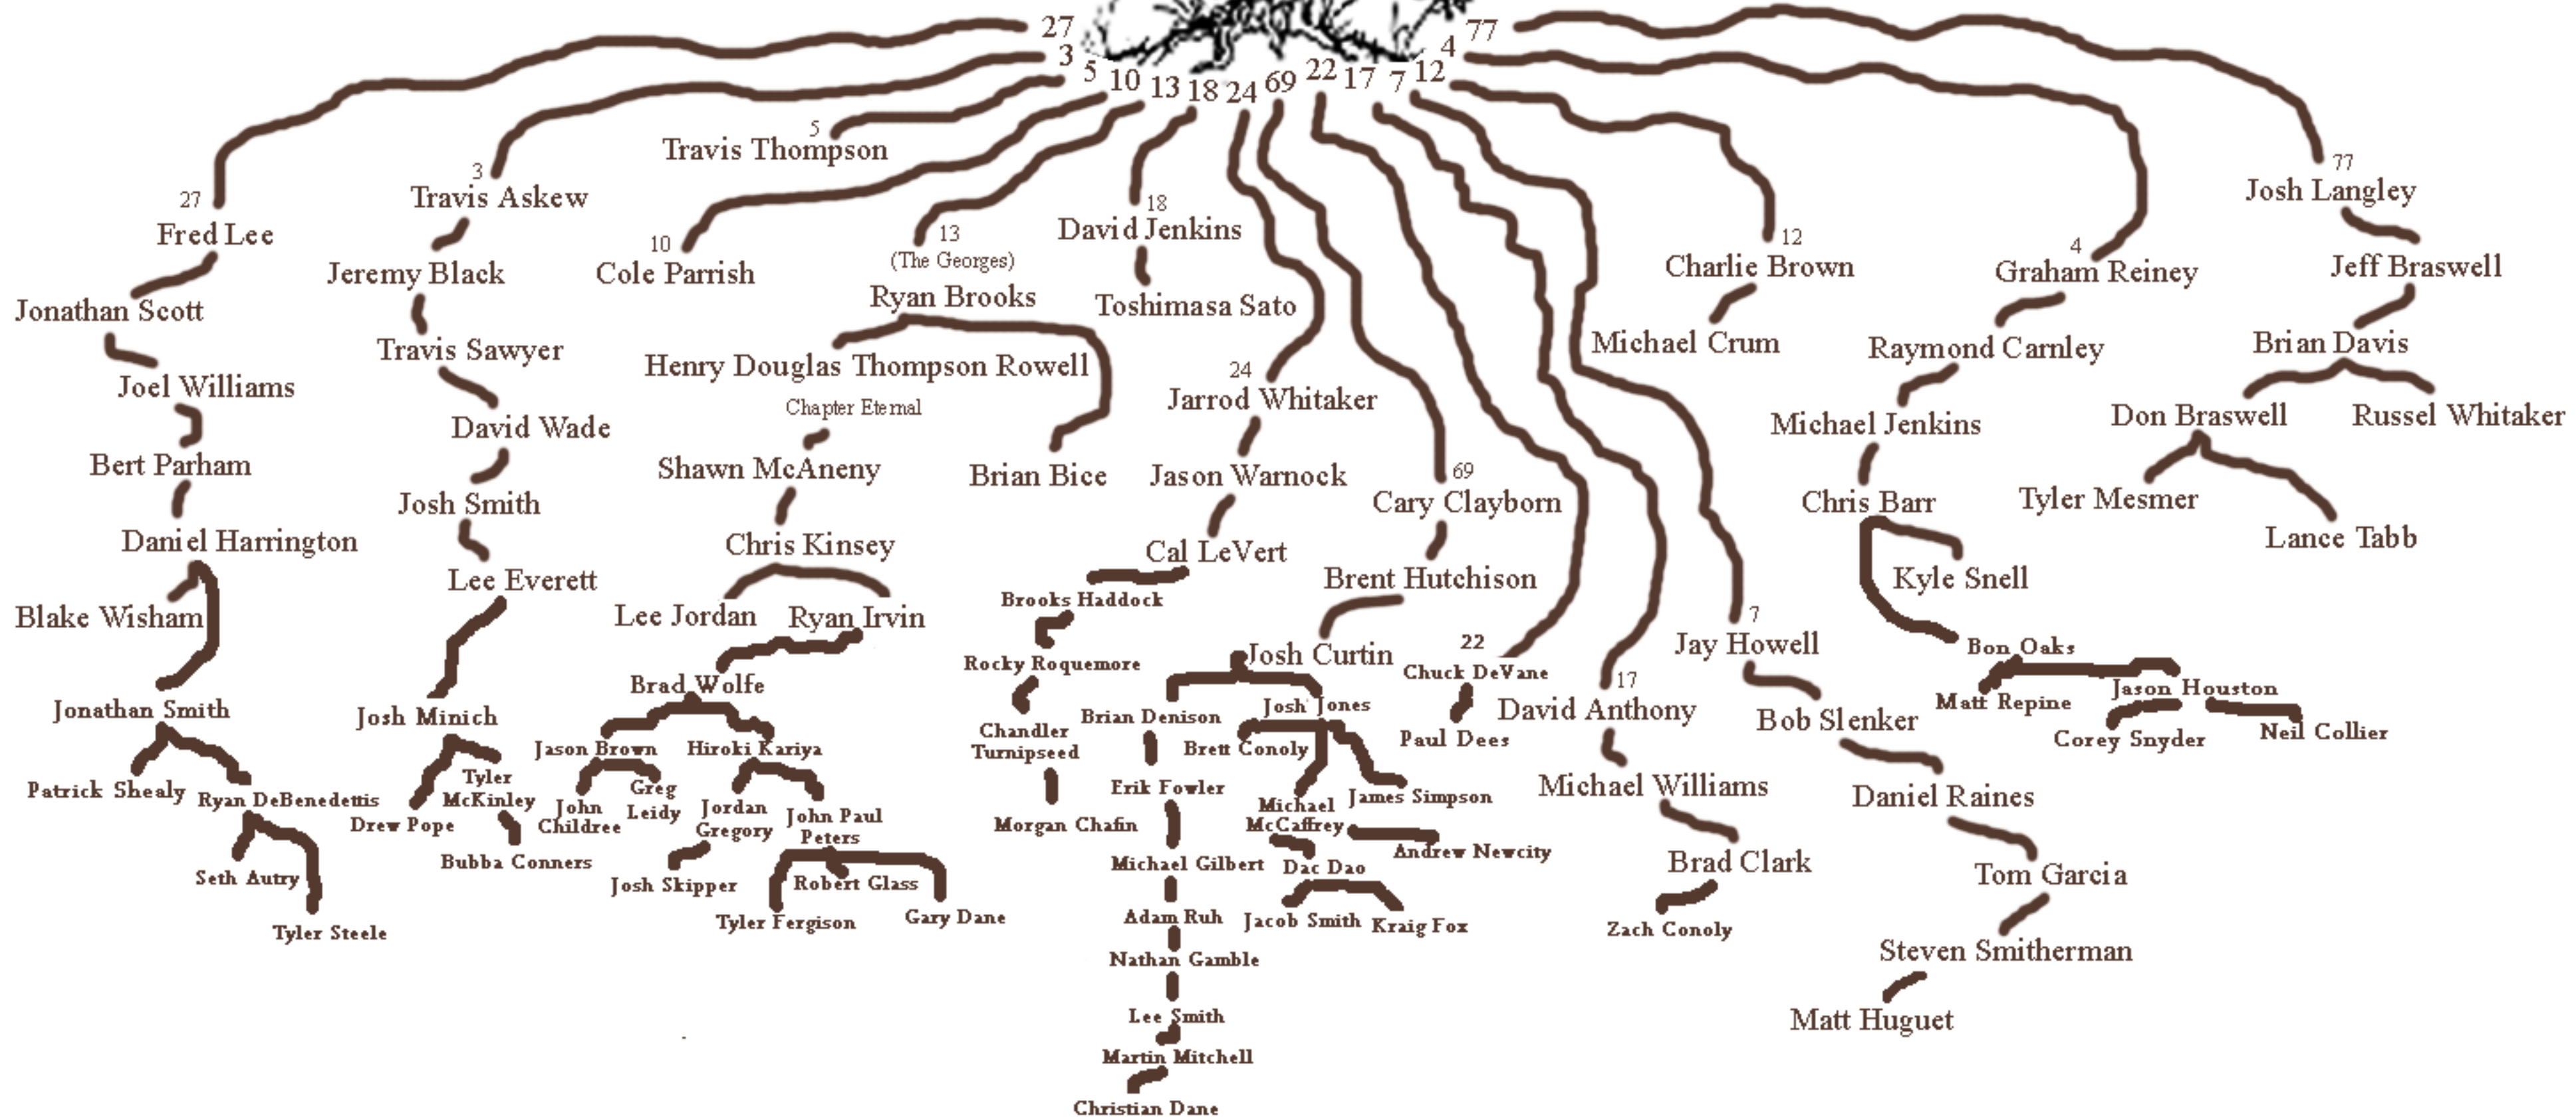 27
77
3
4
5
10
13
18
24
69
22
17
7
12
5
Travis Thompson
3
Travis Askew
77
Josh Langley
27
Fred Lee
18
David Jenkins
10
Cole Parrish
13
(The Georges)
Ryan Brooks
12
Charlie Brown
4
Graham Reiney
Jeff Braswell
Jeremy Black
Jonathan Scott
Toshimasa Sato
Travis Sawyer
Henry Douglas Thompson Rowell
Chapter Eternal
Michael Crum
Raymond Carnley
Brian Davis
Joel Williams
24
Jarrod Whitaker
David Wade
Michael Jenkins
Don Braswell
Russel Whitaker
Bert Parham
Shawn McAneny
Brian Bice
Jason Warnock
69
Cary Clayborn
Josh Smith
Chris Barr
Tyler Mesmer
Lance Tabb
Daniel Harrington
Chris Kinsey
Cal LeVert
Lee Everett
Brent Hutchison
Kyle Snell
Blake Wisham
Lee Jordan
Ryan Irvin
Brooks Haddock
7
Jay Howell
Bon Oaks
Rocky Roquemore
Josh Curtin
22
Chuck DeVane
Brad Wolfe
17
David Anthony
Matt Repine
Jason Houston
Jonathan Smith
Josh Minich
Brian Denison
Josh Jones
Bob Slenker
Chandler
Turnipseed
Paul Dees
Corey Snyder
Neil Collier
Jason Brown
Hiroki Kariya
Brett Conoly
Patrick Shealy
Ryan DeBenedettis
Tyler
McKinley
Drew Pope
John
Childree
Greg
Leidy
Jordan
Gregory
John Paul
Peters
Morgan Chafin
Erik Fowler
Michael
McCaffrey
James Simpson
Michael Williams
Daniel Raines
Bubba Conners
Andrew Newcity
Michael Gilbert
Dac Dao
Brad Clark
Tom Garcia
Seth Autry
Josh Skipper
Robert Glass
Tyler Fergison
Gary Dane
Adam Ruh
Jacob Smith
Kraig Fox
Zach Conoly
Tyler Steele
Steven Smitherman
Nathan Gamble
Lee Smith
Matt Huguet
Martin Mitchell
Christian Dane